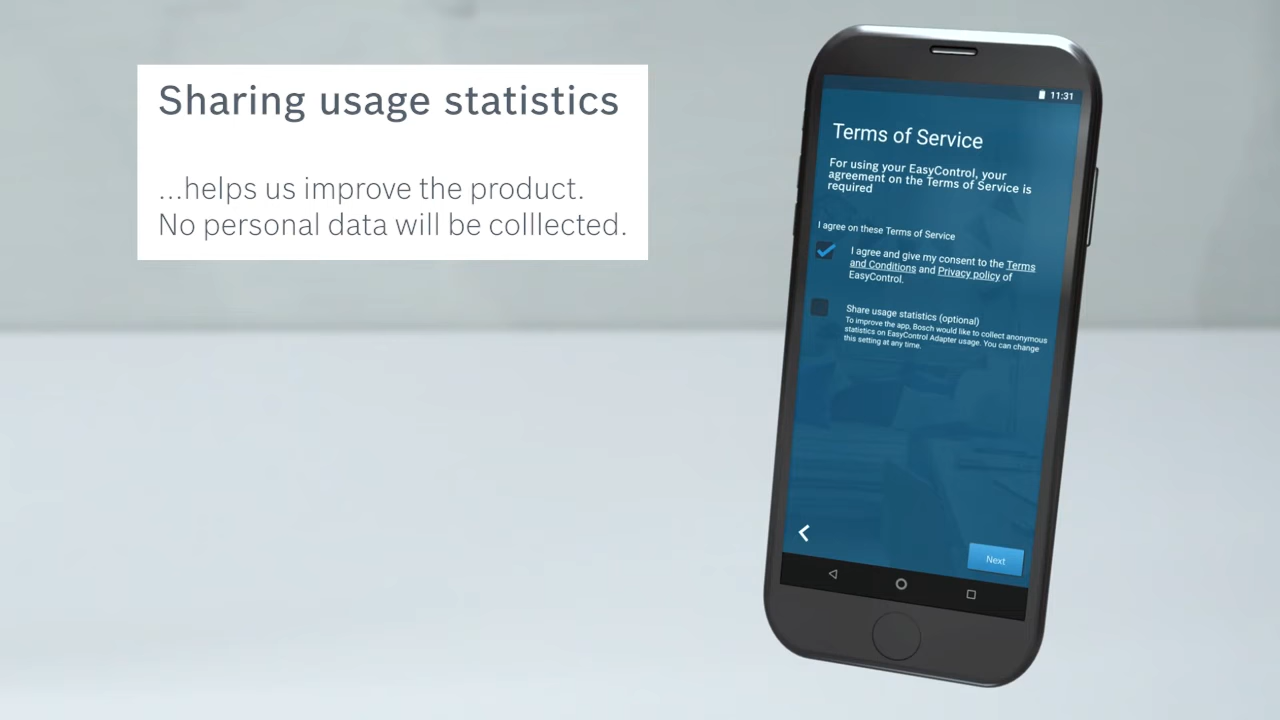 Sharing usage statistics
...helps us improve the product.
No personal data will be colllected.
11:31
Terms of Service
For using your EasyControl, your
agreement on the Terms of Service is
required
I agree on these Terms of Service
I agree and give my consent to the Terms
and Conditions and Privacy policy of
EasyControl.
Share usage statistics (optional)
To improve the app, Bosch would like to collect anonymous
statistics on EasyControl Adapter usage. You can change
this setting at any time.
Next